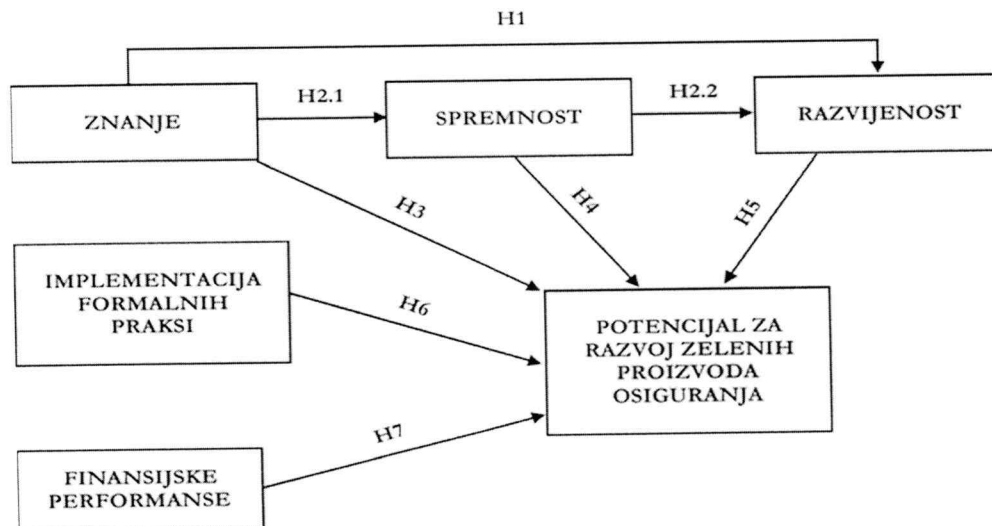 H1
ZNANJE
H2.1
SPREMNOST
H2.2
RAZVIJENOST
H3
H4
H5
IMPLEMENTACIJA
FORMALNIH
PRAKSI
H6
POTENCIJAL ZA
RAZVOJ ZELENIH
PROIZVODA
OSIGURANJA
H7
FINANSIJSKE
PERFORMANSE